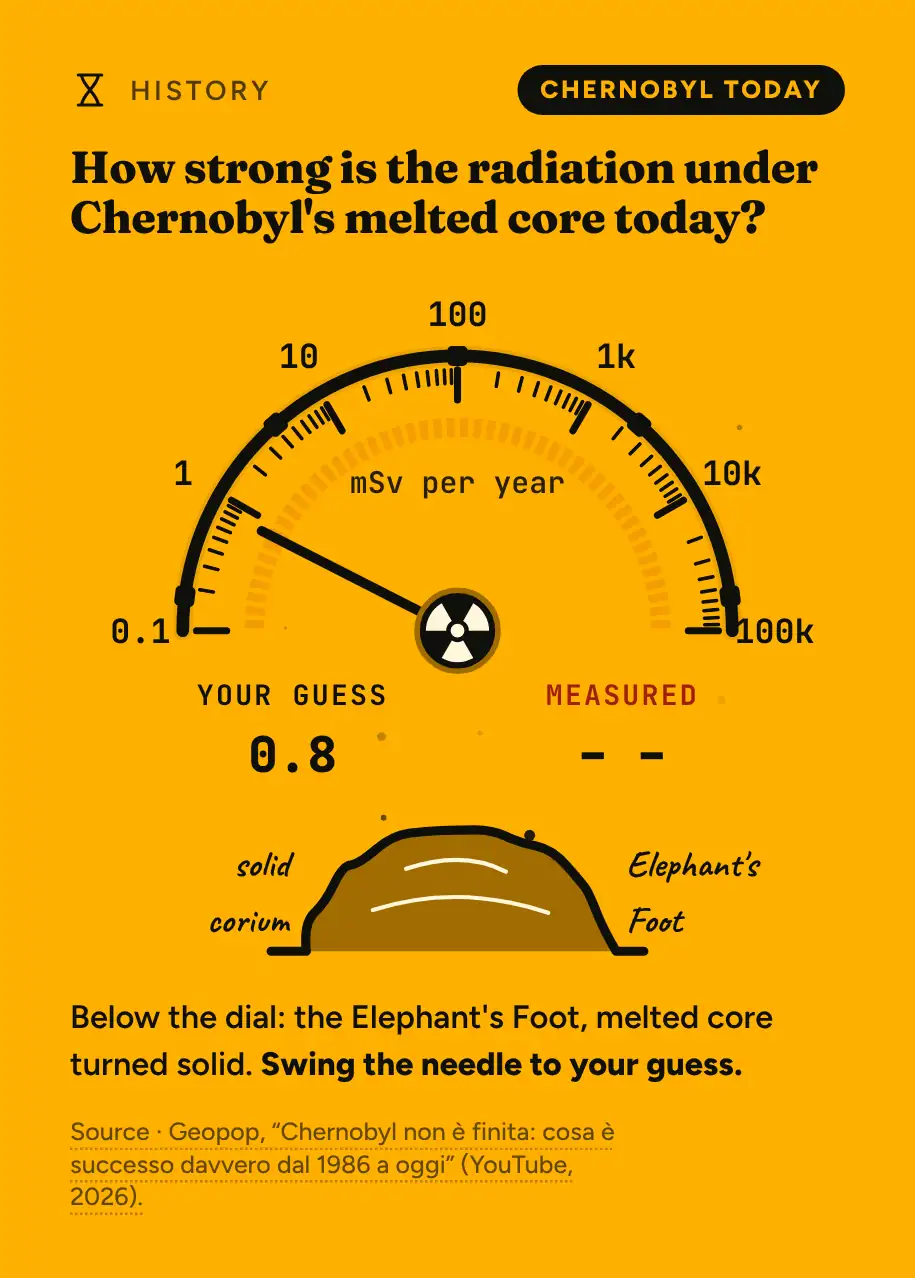 HISTORY
CHERNOBYL TODAY
How strong is the radiation under
Chernobyl's melted core today?
100
10
1k
1
10k
mSv per year
0.1
100k
YOUR GUESS
MEASURED
0.8
– –
solid
Elephant's
corium
Foot
Below the dial: the Elephant's Foot, melted core
turned solid. Swing the needle to your guess.
Source · Geopop, “Chernobyl non è finita: cosa è
successo davvero dal 1986 a oggi” (YouTube,
2026).